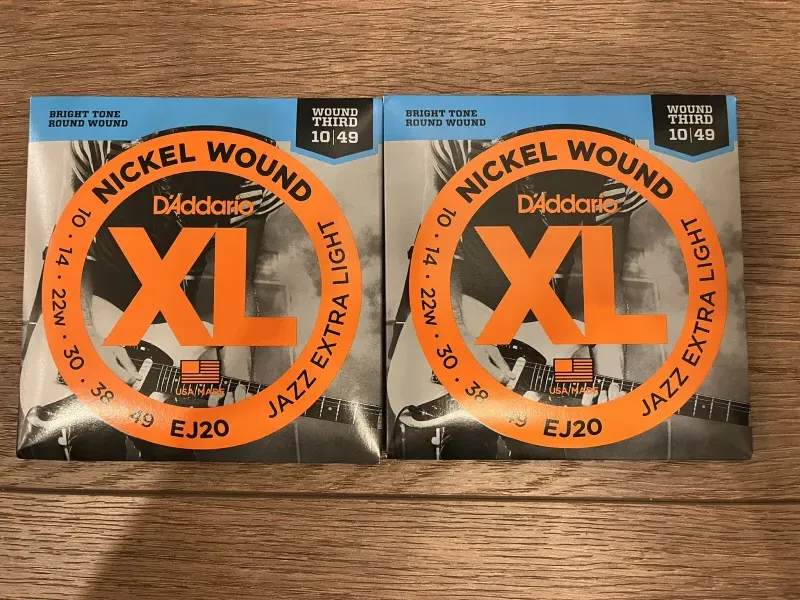 BRIGHT TONE
ROUND WOUND
WOUND
THIRD
10|49
NICKEL WOUND
D'Addario
XL
USA/MADE
10 · 14 · 22W · 30 · 38 · 49
EJ20
JAZZ EXTRA LIGHT
BRIGHT TONE
ROUND WOUND
WOUND
THIRD
10|49
NICKEL WOUND
D'Addario
XL
USA/MADE
10 · 14 · 22W · 30 · 38 · 49
EJ20
JAZZ EXTRA LIGHT